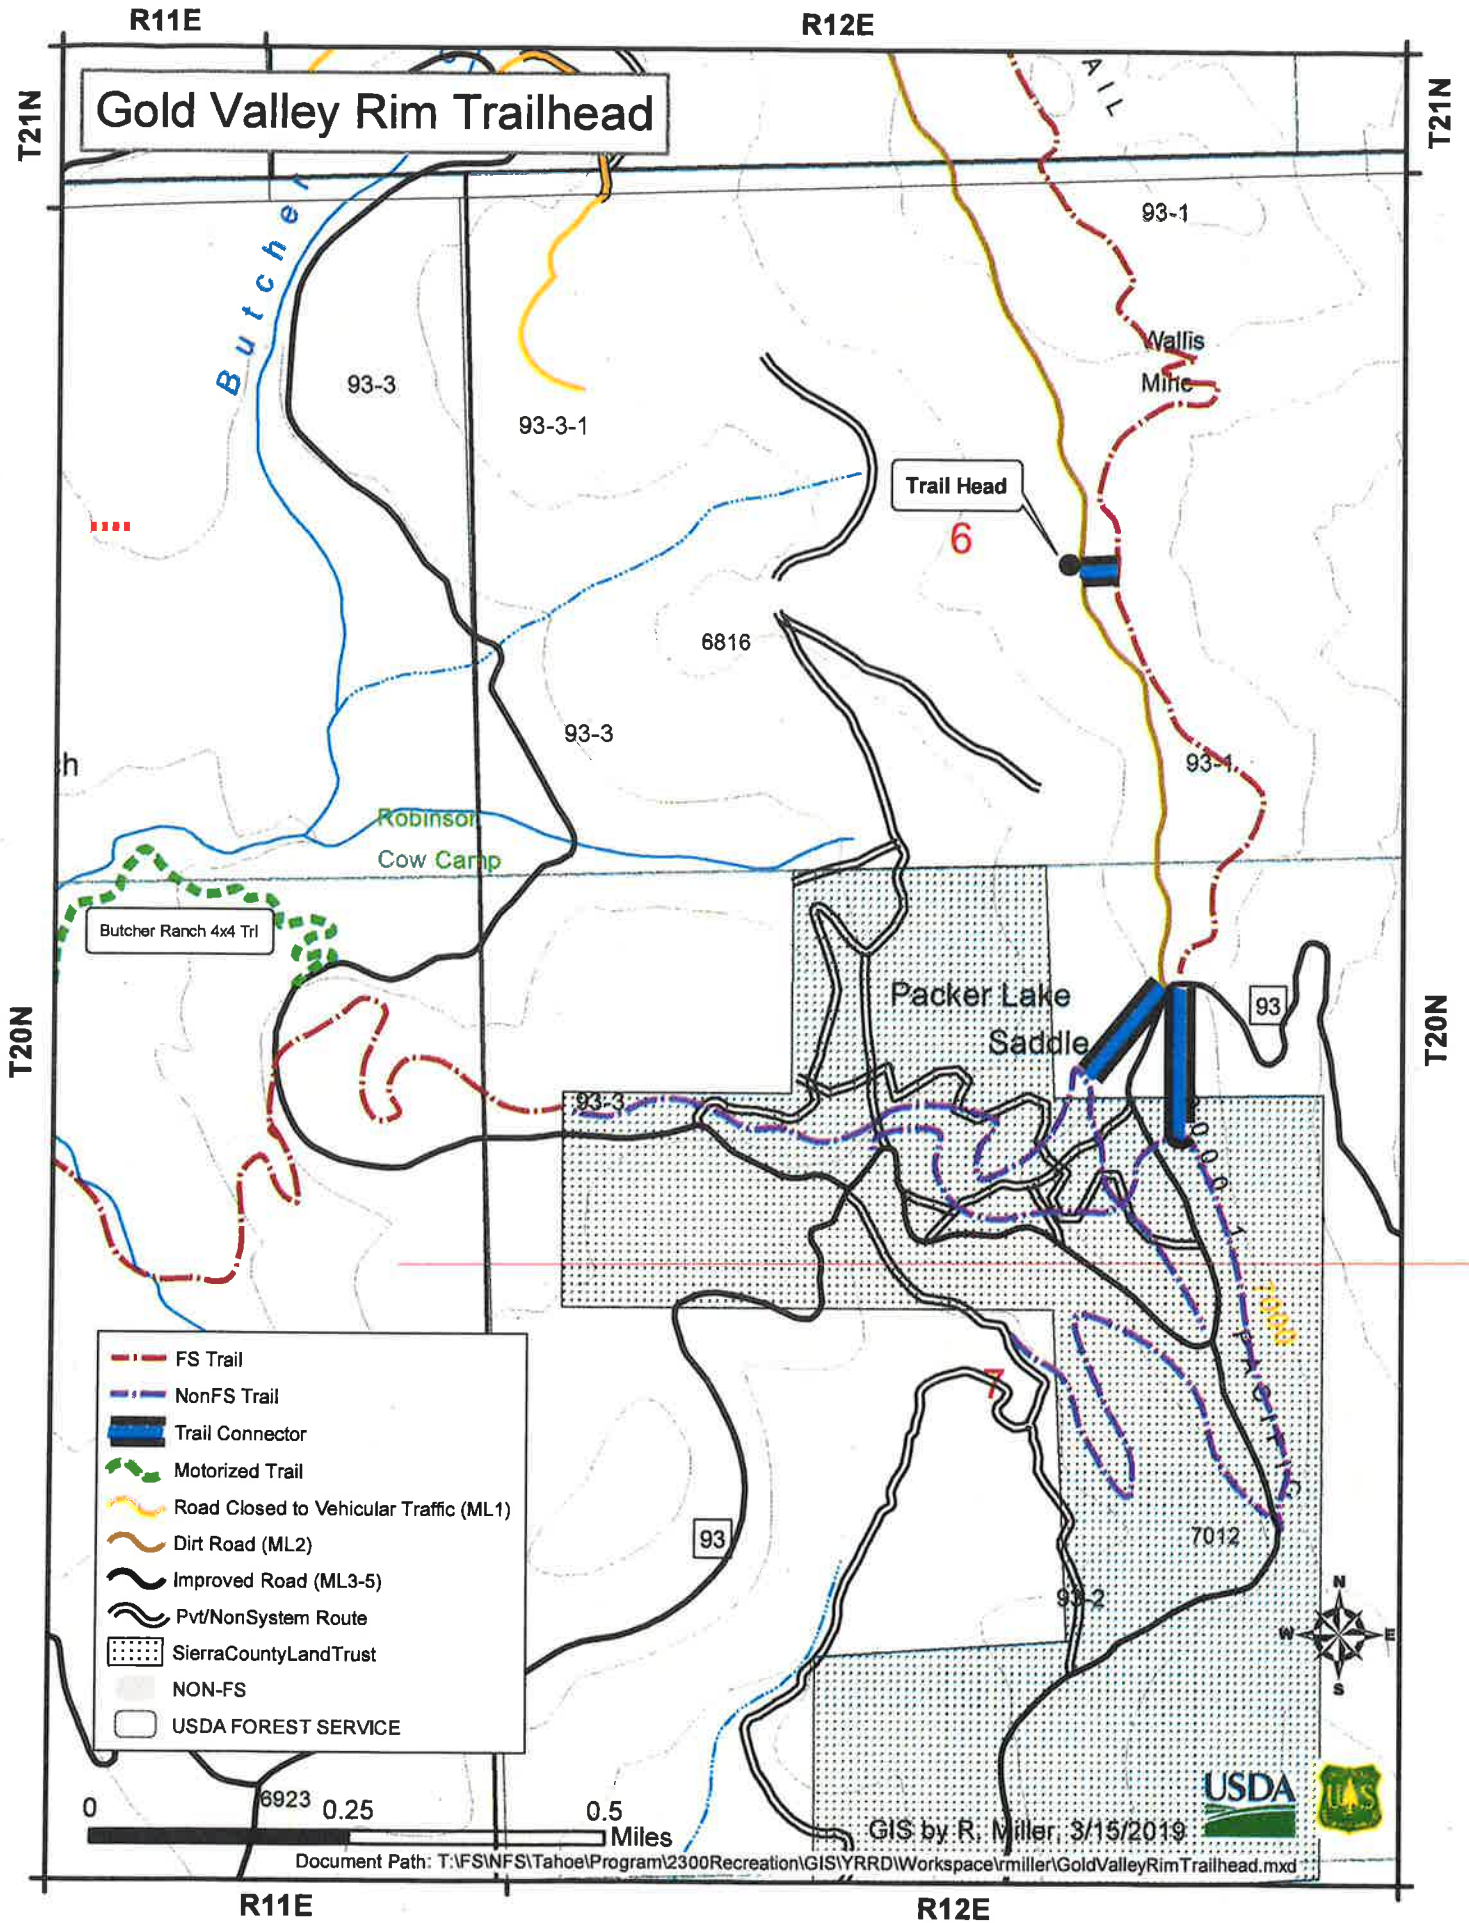 R11E
R12E
T21N
T21N
Gold Valley Rim Trailhead
AIL
Butcher
93-1
Wallis
Mine
93-3
93-3-1
Trail Head
6
6816
93-3
93-1
h
Robinson
Cow Camp
Butcher Ranch 4x4 Trl
T20N
T20N
Packer Lake
Saddle
93
93-3
7000
PACIFIC
7
93
7012
93-2
FS Trail
NonFS Trail
Trail Connector
Motorized Trail
Road Closed to Vehicular Traffic (ML1)
Dirt Road (ML2)
Improved Road (ML3-5)
Pvt/NonSystem Route
SierraCountyLandTrust
NON-FS
USDA FOREST SERVICE
N
W
E
S
6923
0
0.25
0.5
Miles
USDA
U S
GIS by R. Miller, 3/15/2019
Document Path: T:\FS\NFS\Tahoe\Program\2300Recreation\GIS\YRRD\Workspace\rmiller\GoldValleyRimTrailhead.mxd
R11E
R12E